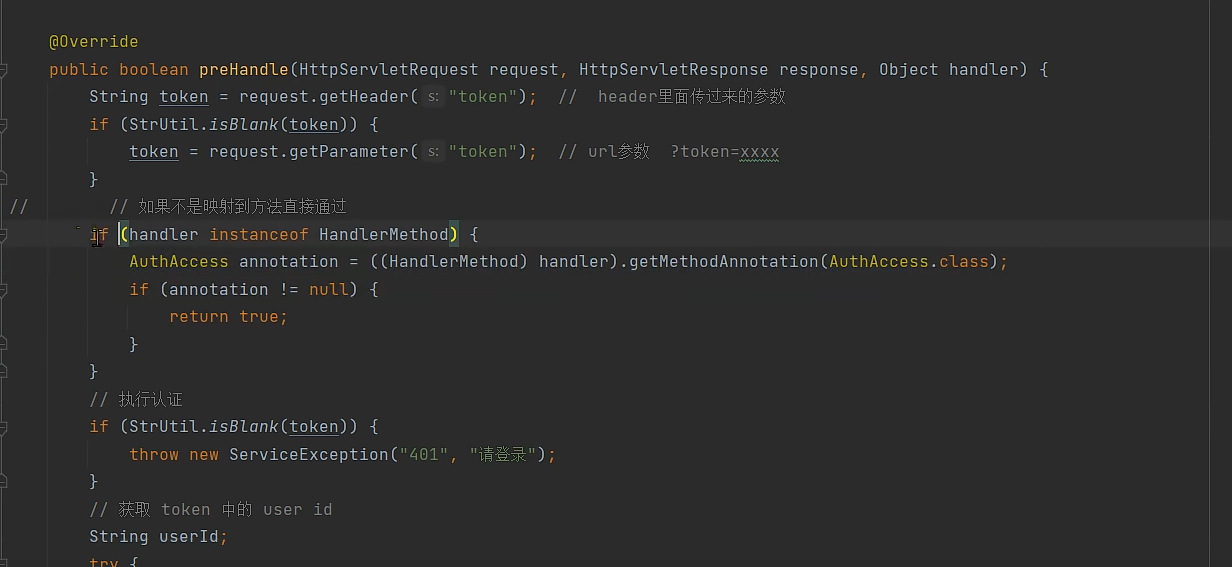 @Override
public boolean preHandle(HttpServletRequest request, HttpServletResponse response, Object handler) {
String token = request.getHeader( s: "token"); // header里面传过来的参数
if (StrUtil.isBlank(token)) {
token = request.getParameter( s: "token"); // url参数 ?token=xxxx
}
// // 如果不是映射到方法直接通过
if (handler instanceof HandlerMethod) {
AuthAccess annotation = ((HandlerMethod) handler).getMethodAnnotation(AuthAccess.class);
if (annotation != null) {
return true;
}
}
// 执行认证
if (StrUtil.isBlank(token)) {
throw new ServiceException("401", "请登录");
}
// 获取 token 中的 user id
String userId;
try {